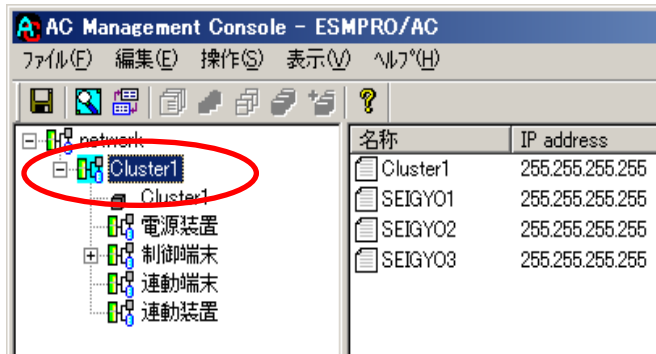 AC Management Console - ESMPRO/AC
ファイル(F) 編集(E) 操作(S) 表示(V) ヘルプ(H)
network
Cluster1
Cluster1
電源装置
制御端末
連動端末
連動装置
名称 IP address
Cluster1 255.255.255.255
SEIGYO1 255.255.255.255
SEIGYO2 255.255.255.255
SEIGYO3 255.255.255.255